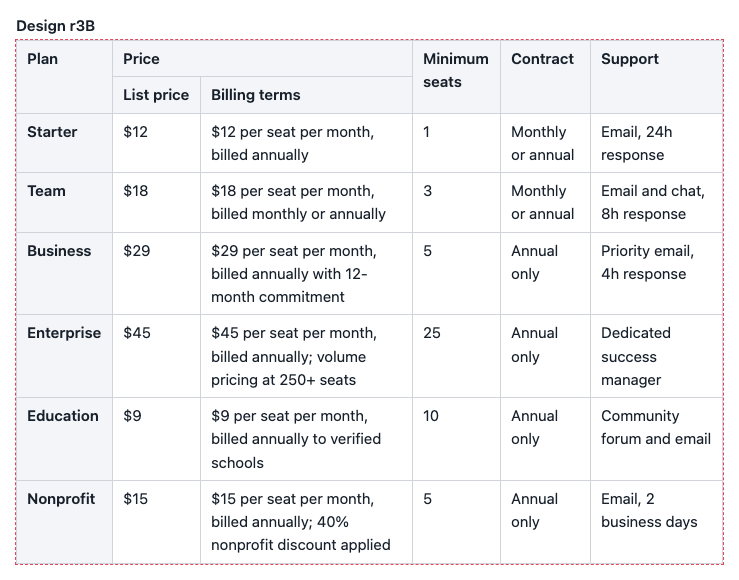 Design r3B
Plan
Price
Minimum
seats
Contract
Support
List price
Billing terms
Starter
$12
$12 per seat per month,
billed annually
1
Monthly
or annual
Email, 24h
response
Team
$18
$18 per seat per month,
billed monthly or annually
3
Monthly
or annual
Email and chat,
8h response
Business
$29
$29 per seat per month,
billed annually with 12-
month commitment
5
Annual
only
Priority email,
4h response
Enterprise
$45
$45 per seat per month,
billed annually; volume
pricing at 250+ seats
25
Annual
only
Dedicated
success
manager
Education
$9
$9 per seat per month,
billed annually to verified
schools
10
Annual
only
Community
forum and email
Nonprofit
$15
$15 per seat per month,
billed annually; 40%
nonprofit discount applied
5
Annual
only
Email, 2
business days